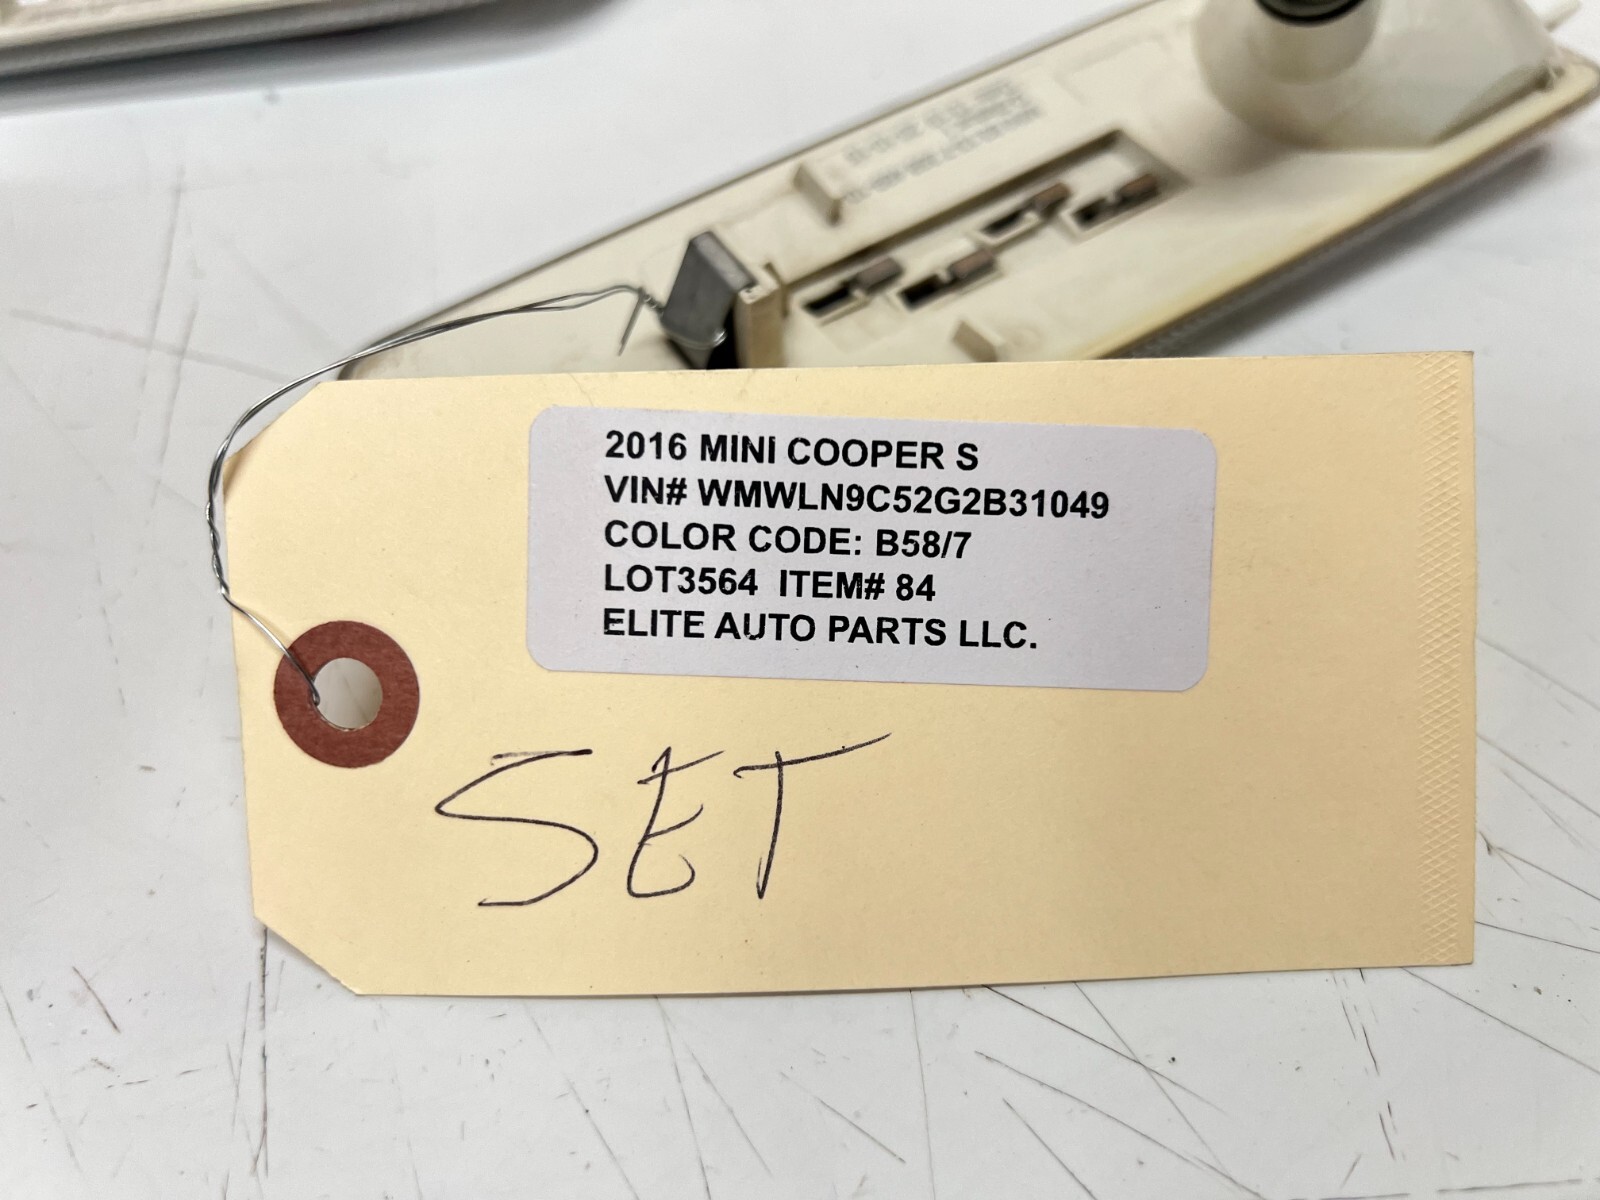 2016 MINI COOPER S
VIN# WMWLN9C52G2B31049
COLOR CODE: B58/7
LOT3564 ITEM# 84
ELITE AUTO PARTS LLC.
SET